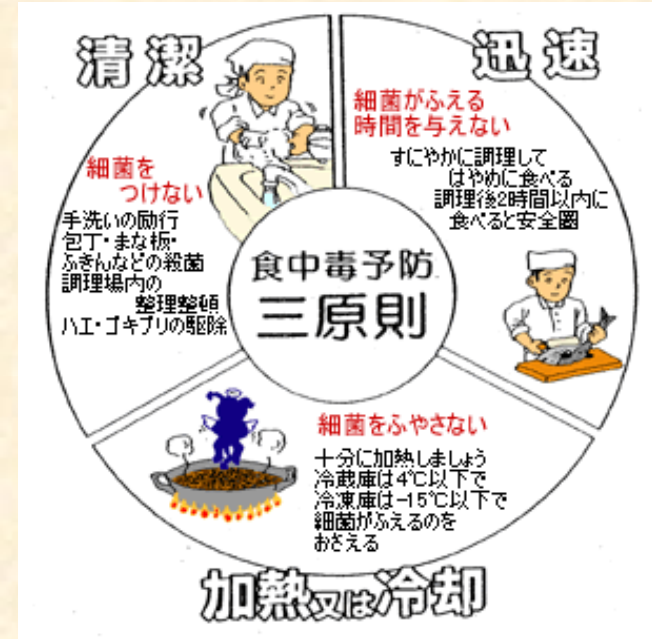 清潔
細菌を
つけない
手洗いの励行
包丁・まな板・
ふきんなどの殺菌
調理場内の
整理整頓
ハエ・ゴキブリの駆除
迅速
細菌がふえる
時間を与えない
すにやかに調理して
はやめに食べる
調理後2時間以内に
食べると安全圏
食中毒予防
三原則
細菌をふやさない
十分に加熱しましょう
冷蔵庫は4℃以下で
冷凍庫は-15℃以下で
細菌がふえるのを
おさえる
加熱又は冷却